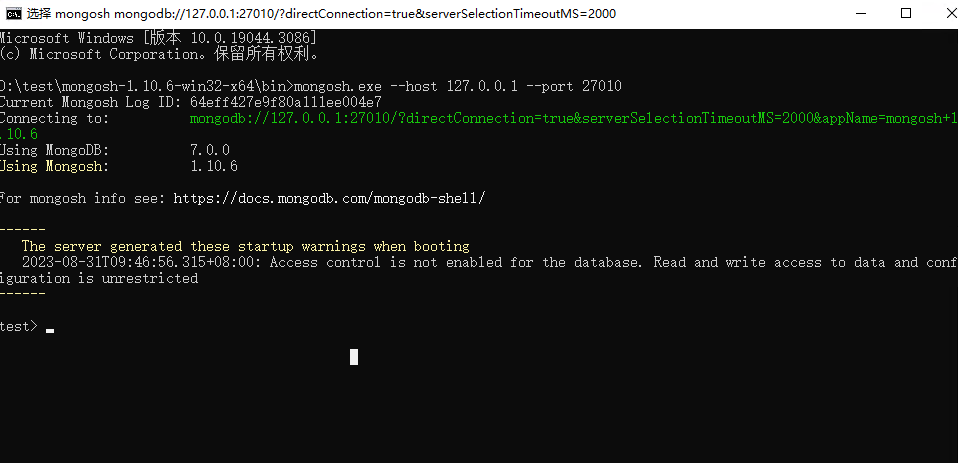 选择 mongosh mongodb://127.0.0.1:27010/?directConnection=true&serverSelectionTimeoutMS=2000
Microsoft Windows [版本 10.0.19044.3086]
(c) Microsoft Corporation。保留所有权利。
D:\test\mongosh-1.10.6-win32-x64\bin>mongosh.exe --host 127.0.0.1 --port 27010
Current Mongosh Log ID: 64eff427e9f80a111ee004e7
Connecting to: mongodb://127.0.0.1:27010/?directConnection=true&serverSelectionTimeoutMS=2000&appName=mongosh+1
.10.6
Using MongoDB: 7.0.0
Using Mongosh: 1.10.6
For mongosh info see: https://docs.mongodb.com/mongodb-shell/
------
The server generated these startup warnings when booting
2023-08-31T09:46:56.315+08:00: Access control is not enabled for the database. Read and write access to data and conf
iguration is unrestricted
------
test>